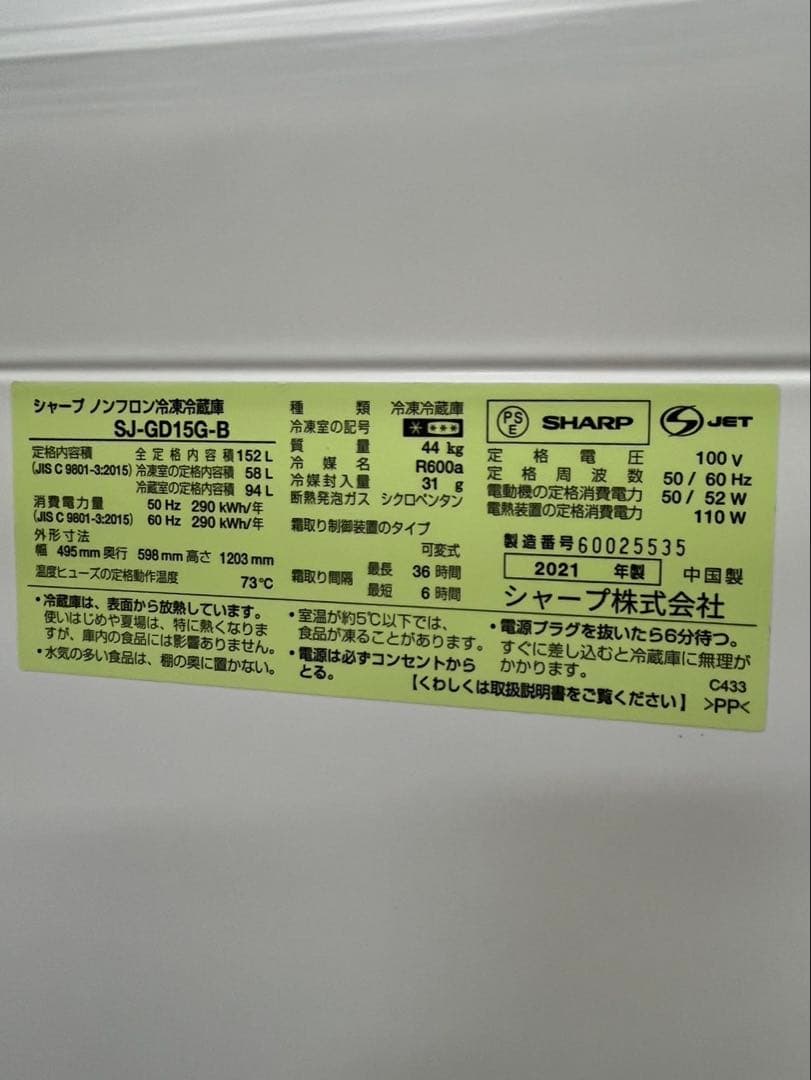 シャープ ノンフロン冷凍冷蔵庫
SJ-GD15G-B
定格内容積 全定格内容積 152 L
(JIS C 9801-3:2015) 冷凍室の定格内容積 58 L
冷蔵室の定格内容積 94 L
消費電力量 50 Hz 290 kWh/年
(JIS C 9801-3:2015) 60 Hz 290 kWh/年
外形寸法
幅 495 mm 奥行 598 mm 高さ 1203 mm
温度ヒューズの定格動作温度 73℃
種類 冷凍冷蔵庫
冷凍室の記号
質量 44 kg
冷媒名 R600a
冷媒封入量 31 g
断熱発泡ガス シクロペンタン
霜取り制御装置のタイプ
可変式
霜取り間隔 最長 36 時間
最短 6 時間
PS
E
SHARP
JET
定格電圧 100 V
定格周波数 50 / 60 Hz
電動機の定格消費電力 50 / 52 W
電熱装置の定格消費電力 110 W
製造番号 60025535
2021 年製 中国製
シャープ株式会社
・冷蔵庫は、表面から放熱しています。
使いはじめや夏場は、特に熱くなりま
すが、庫内の食品には影響ありません。
・水気の多い食品は、棚の奥に置かない。
・室温が約5℃以下では、
食品が凍ることがあります。
・電源は必ずコンセントから
とる。
・電源プラグを抜いたら6分待つ。
すぐに差し込むと冷蔵庫に無理が
かかります。
【くわしくは取扱説明書をご覧ください】
C433
>PP<